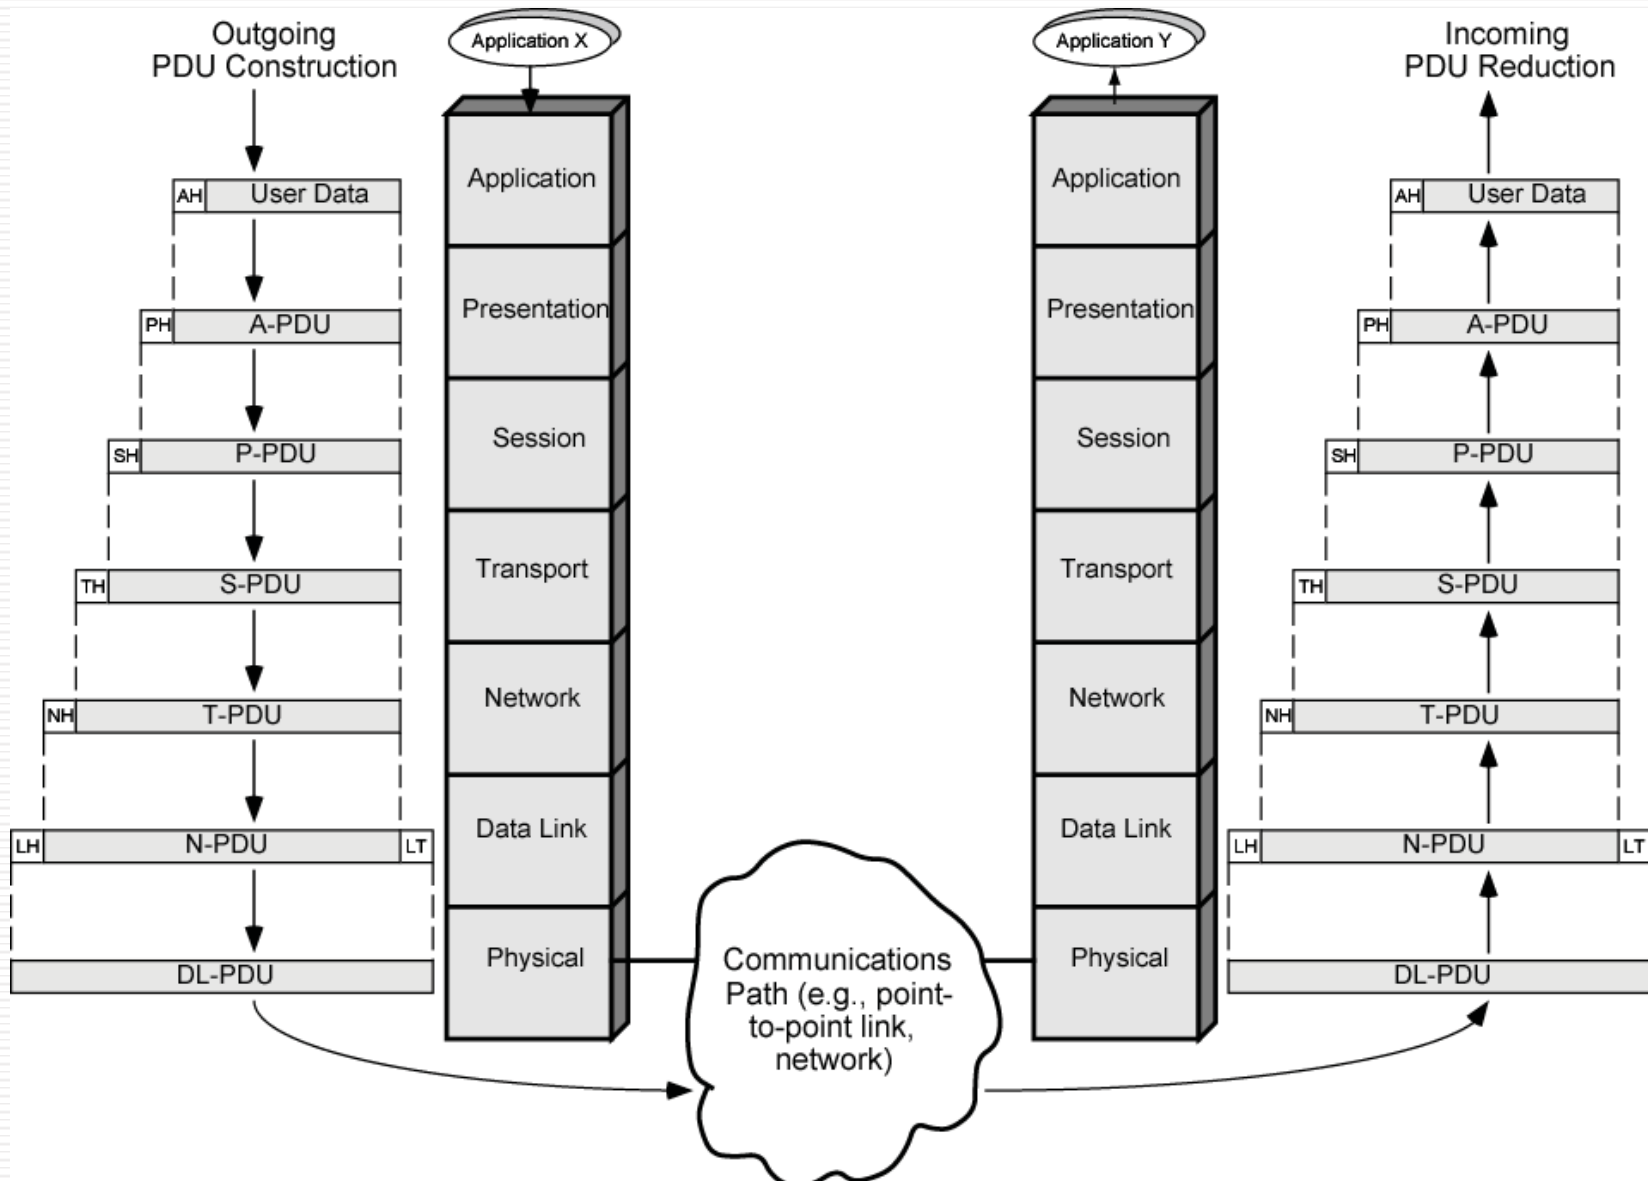 Outgoing
PDU Construction
Application X
Application Y
Incoming
PDU Reduction
AH User Data
PH A-PDU
SH P-PDU
TH S-PDU
NH T-PDU
LH N-PDU LT
DL-PDU
Application
Presentation
Session
Transport
Network
Data Link
Physical
Communications
Path (e.g., point-
to-point link,
network)
Application
Presentation
Session
Transport
Network
Data Link
Physical
AH User Data
PH A-PDU
SH P-PDU
TH S-PDU
NH T-PDU
LH N-PDU LT
DL-PDU